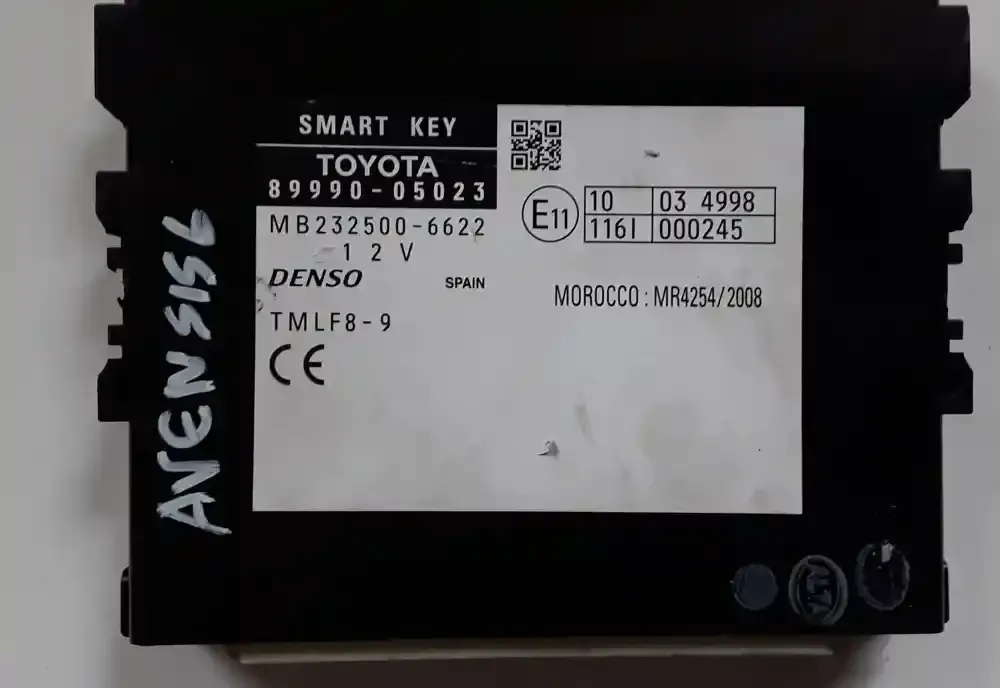 SMART KEY
TOYOTA
89990-05023
MB232500-6622
12V
DENSO SPAIN
TMLF8-9
CE
E11
10 03 4998
116I 000245
MOROCCO : MR4254/2008
AVENSIS6